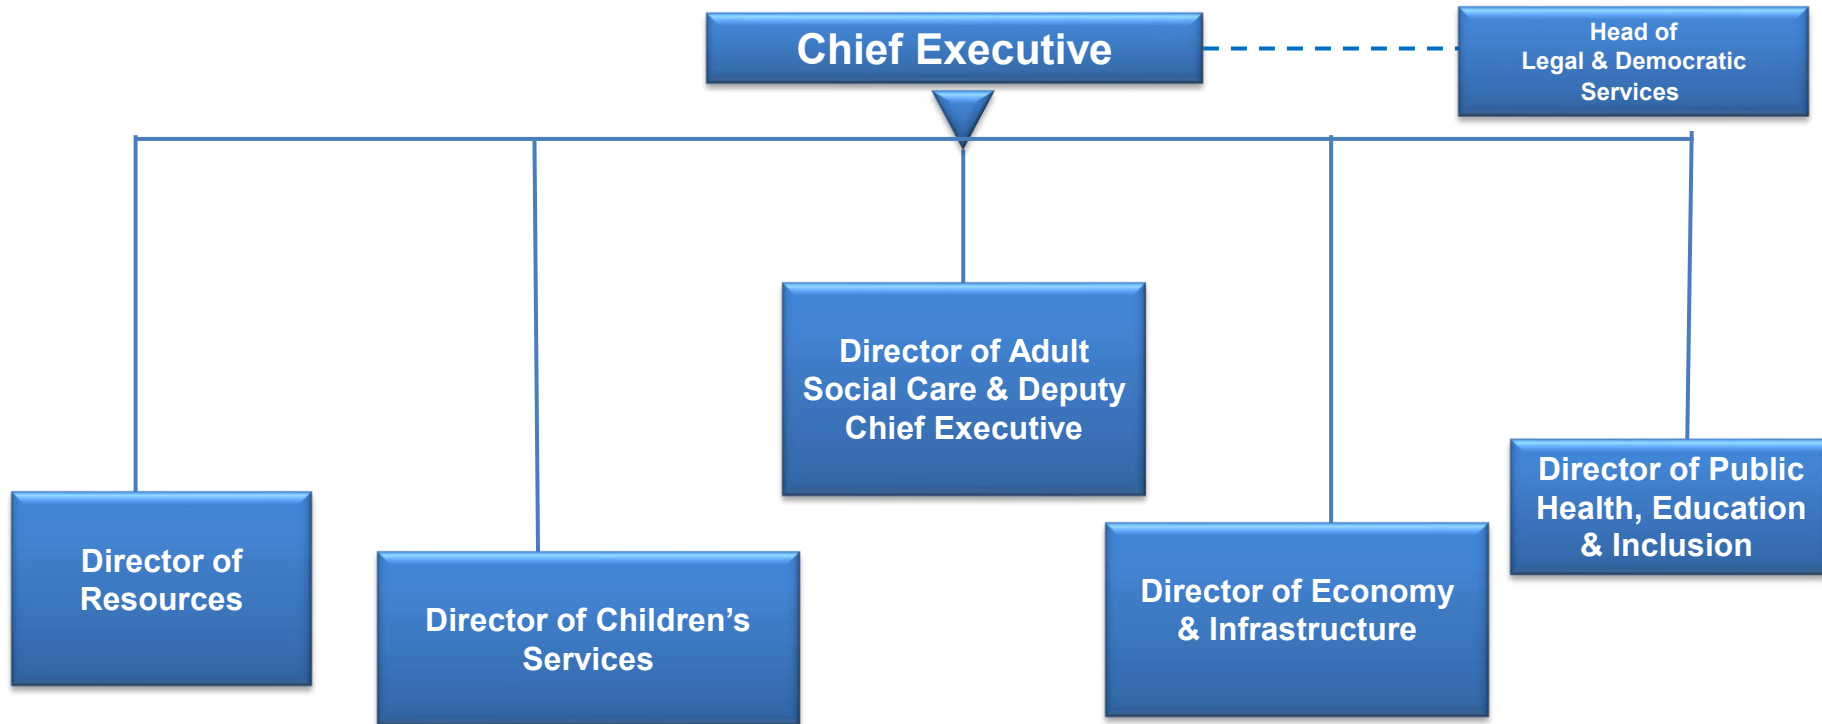 Chief Executive
Head of
Legal & Democratic
Services
Director of Adult
Social Care & Deputy
Chief Executive
Director of Public
Health, Education
& Inclusion
Director of
Resources
Director of Children’s
Services
Director of Economy
& Infrastructure